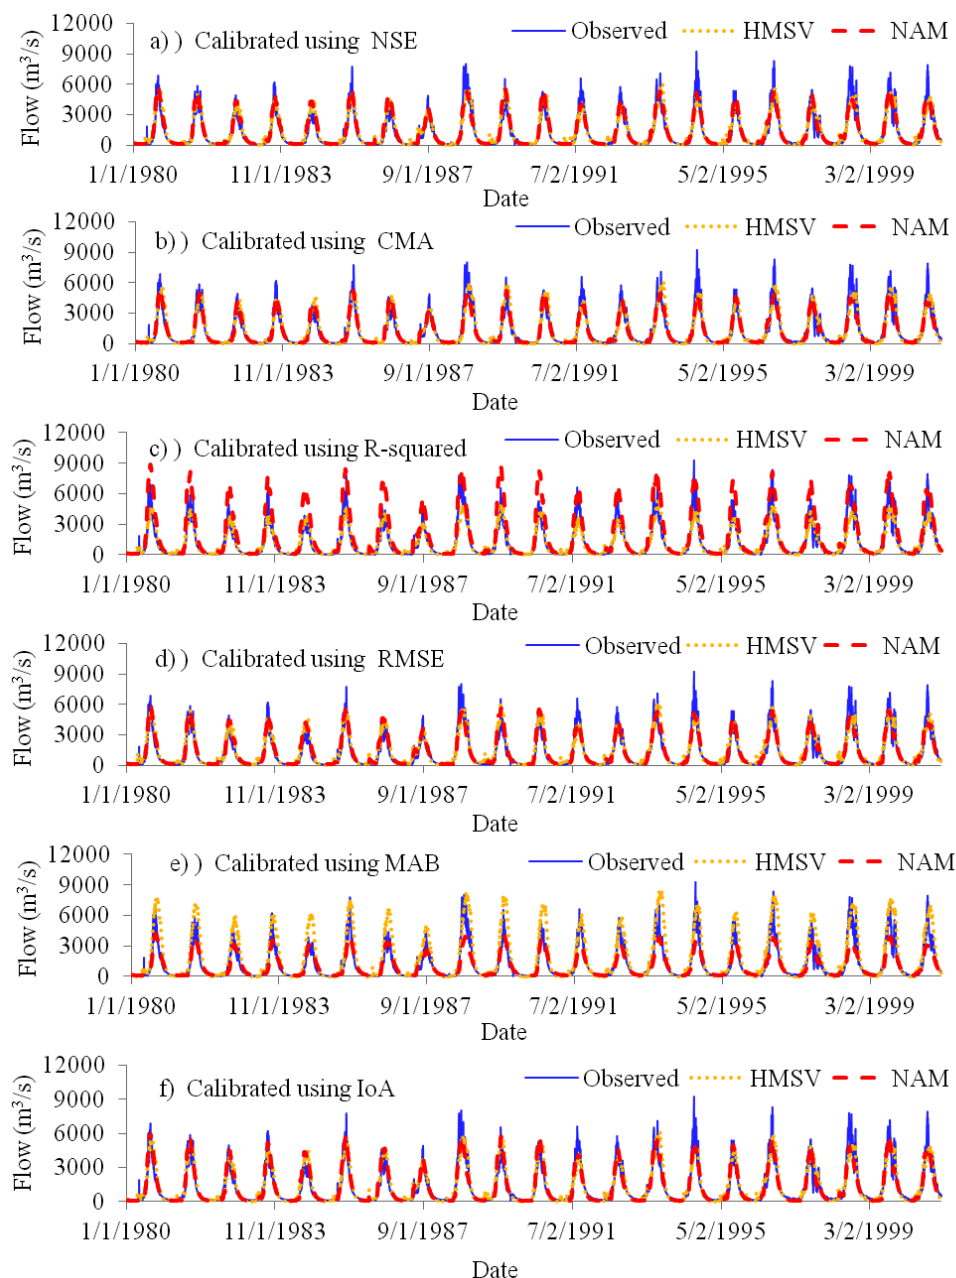 12000
9000
6000
3000
0
Flow (m³/s)
a) ) Calibrated using NSE
Observed HMSV NAM
1/1/1980 11/1/1983 9/1/1987 7/2/1991 5/2/1995 3/2/1999
Date
12000
9000
6000
3000
0
Flow (m³/s)
b) ) Calibrated using CMA
Observed HMSV NAM
1/1/1980 11/1/1983 9/1/1987 7/2/1991 5/2/1995 3/2/1999
Date
12000
9000
6000
3000
0
Flow (m³/s)
c) ) Calibrated using R-squared
Observed HMSV NAM
1/1/1980 11/1/1983 9/1/1987 7/2/1991 5/2/1995 3/2/1999
Date
12000
9000
6000
3000
0
Flow (m³/s)
d) ) Calibrated using RMSE
Observed HMSV NAM
1/1/1980 11/1/1983 9/1/1987 7/2/1991 5/2/1995 3/2/1999
Date
12000
9000
6000
3000
0
Flow (m³/s)
e) ) Calibrated using MAB
Observed HMSV NAM
1/1/1980 11/1/1983 9/1/1987 7/2/1991 5/2/1995 3/2/1999
Date
12000
9000
6000
3000
0
Flow (m³/s)
f) Calibrated using IoA
Observed HMSV NAM
1/1/1980 11/1/1983 9/1/1987 7/2/1991 5/2/1995 3/2/1999
Date